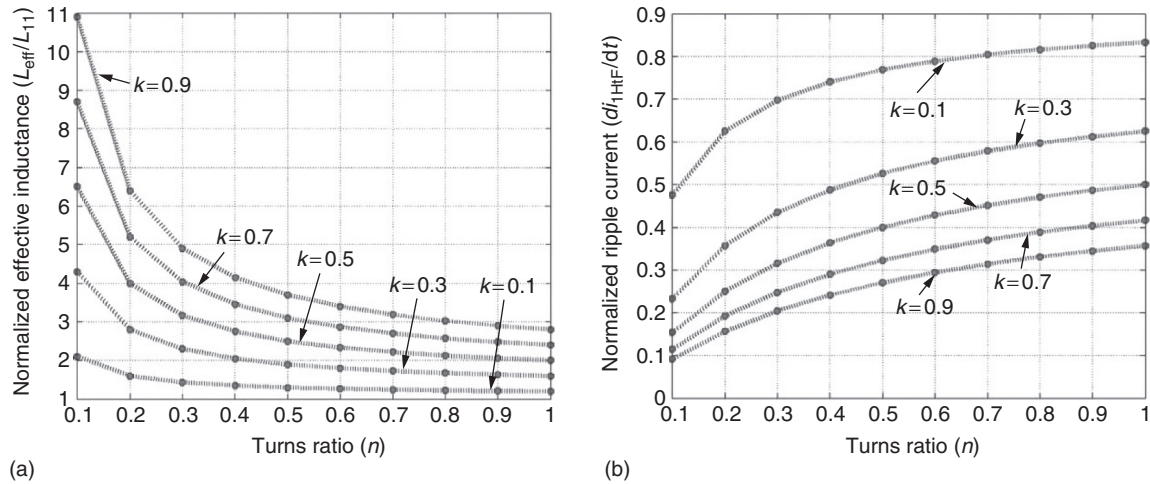 11
10
9
8
7
6
5
4
3
2
1
Normalized effective inductance (L_eff/L_11)
k=0.9
k=0.7
k=0.5
k=0.3
k=0.1
0.1 0.2 0.3 0.4 0.5 0.6 0.7 0.8 0.9 1
Turns ratio (n)
(a)
0.9
0.8
0.7
0.6
0.5
0.4
0.3
0.2
0.1
0
Normalized ripple current (di_1HtF/dt)
k=0.1
k=0.3
k=0.5
k=0.7
k=0.9
0.1 0.2 0.3 0.4 0.5 0.6 0.7 0.8 0.9 1
Turns ratio (n)
(b)